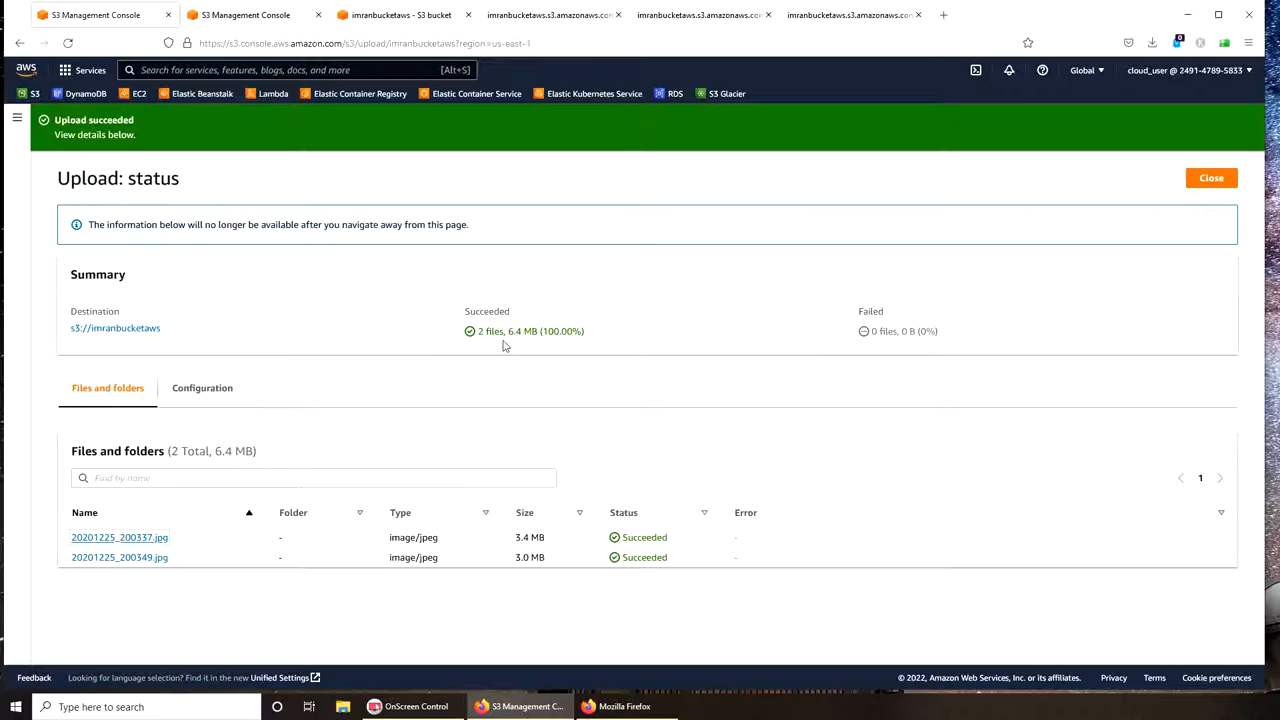 S3 Management Console
S3 Management Console
imranbucketaws - S3 bucket
imranbucketaws.s3.amazonaws.com/
imranbucketaws.s3.amazonaws.com/
imranbucketaws.s3.amazonaws.com/
https://s3.console.aws.amazon.com/s3/upload/imranbucketaws?region=us-east-1
0
aws
Services
Search for services, features, blogs, docs, and more
[Alt+S]
Global
cloud_user @ 2491-4789-5833
S3
DynamoDB
EC2
Elastic Beanstalk
Lambda
Elastic Container Registry
Elastic Container Service
Elastic Kubernetes Service
RDS
S3 Glacier
Upload succeeded
View details below.
Upload: status
Close
The information below will no longer be available after you navigate away from this page.
Summary
Destination
Succeeded
Failed
s3://imranbucketaws
2 files, 6.4 MB (100.00%)
0 files, 0 B (0%)
Files and folders
Configuration
Files and folders (2 Total, 6.4 MB)
Find by name
1
Name
Folder
Type
Size
Status
Error
20201225_200337.jpg
-
image/jpeg
3.4 MB
Succeeded
-
20201225_200349.jpg
-
image/jpeg
3.0 MB
Succeeded
-
Feedback
Looking for language selection? Find it in the new Unified Settings
© 2022, Amazon Web Services, Inc. or its affiliates.
Privacy
Terms
Cookie preferences
Type here to search
OnScreen Control
S3 Management C...
Mozilla Firefox